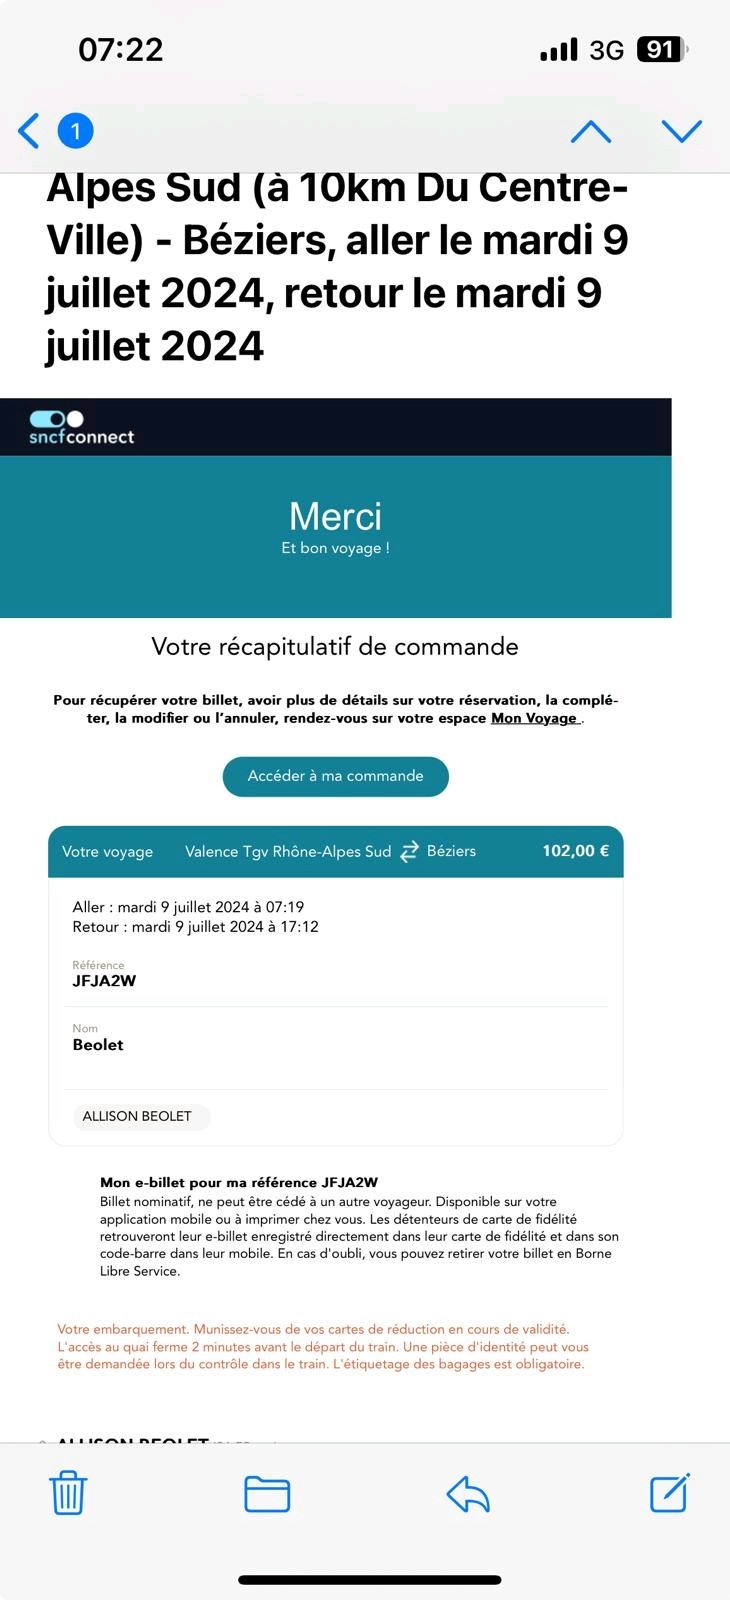 07:22
3G 91
1
Alpes Sud (à 10km Du Centre-
Ville) - Béziers, aller le mardi 9
juillet 2024, retour le mardi 9
juillet 2024
sncfconnect
Merci
Et bon voyage !
Votre récapitulatif de commande
Pour récupérer votre billet, avoir plus de détails sur votre réservation, la complé-
ter, la modifier ou l'annuler, rendez-vous sur votre espace Mon Voyage .
Accéder à ma commande
Votre voyage Valence Tgv Rhône-Alpes Sud Béziers 102,00 €
Aller : mardi 9 juillet 2024 à 07:19
Retour : mardi 9 juillet 2024 à 17:12
Référence
JFJA2W
Nom
Beolet
ALLISON BEOLET
Mon e-billet pour ma référence JFJA2W
Billet nominatif, ne peut être cédé à un autre voyageur. Disponible sur votre
application mobile ou à imprimer chez vous. Les détenteurs de carte de fidélité
retrouveront leur e-billet enregistré directement dans leur carte de fidélité et dans son
code-barre dans leur mobile. En cas d'oubli, vous pouvez retirer votre billet en Borne
Libre Service.
Votre embarquement. Munissez-vous de vos cartes de réduction en cours de validité.
L'accès au quai ferme 2 minutes avant le départ du train. Une pièce d'identité peut vous
être demandée lors du contrôle dans le train. L'étiquetage des bagages est obligatoire.
ALLISON BEOLET